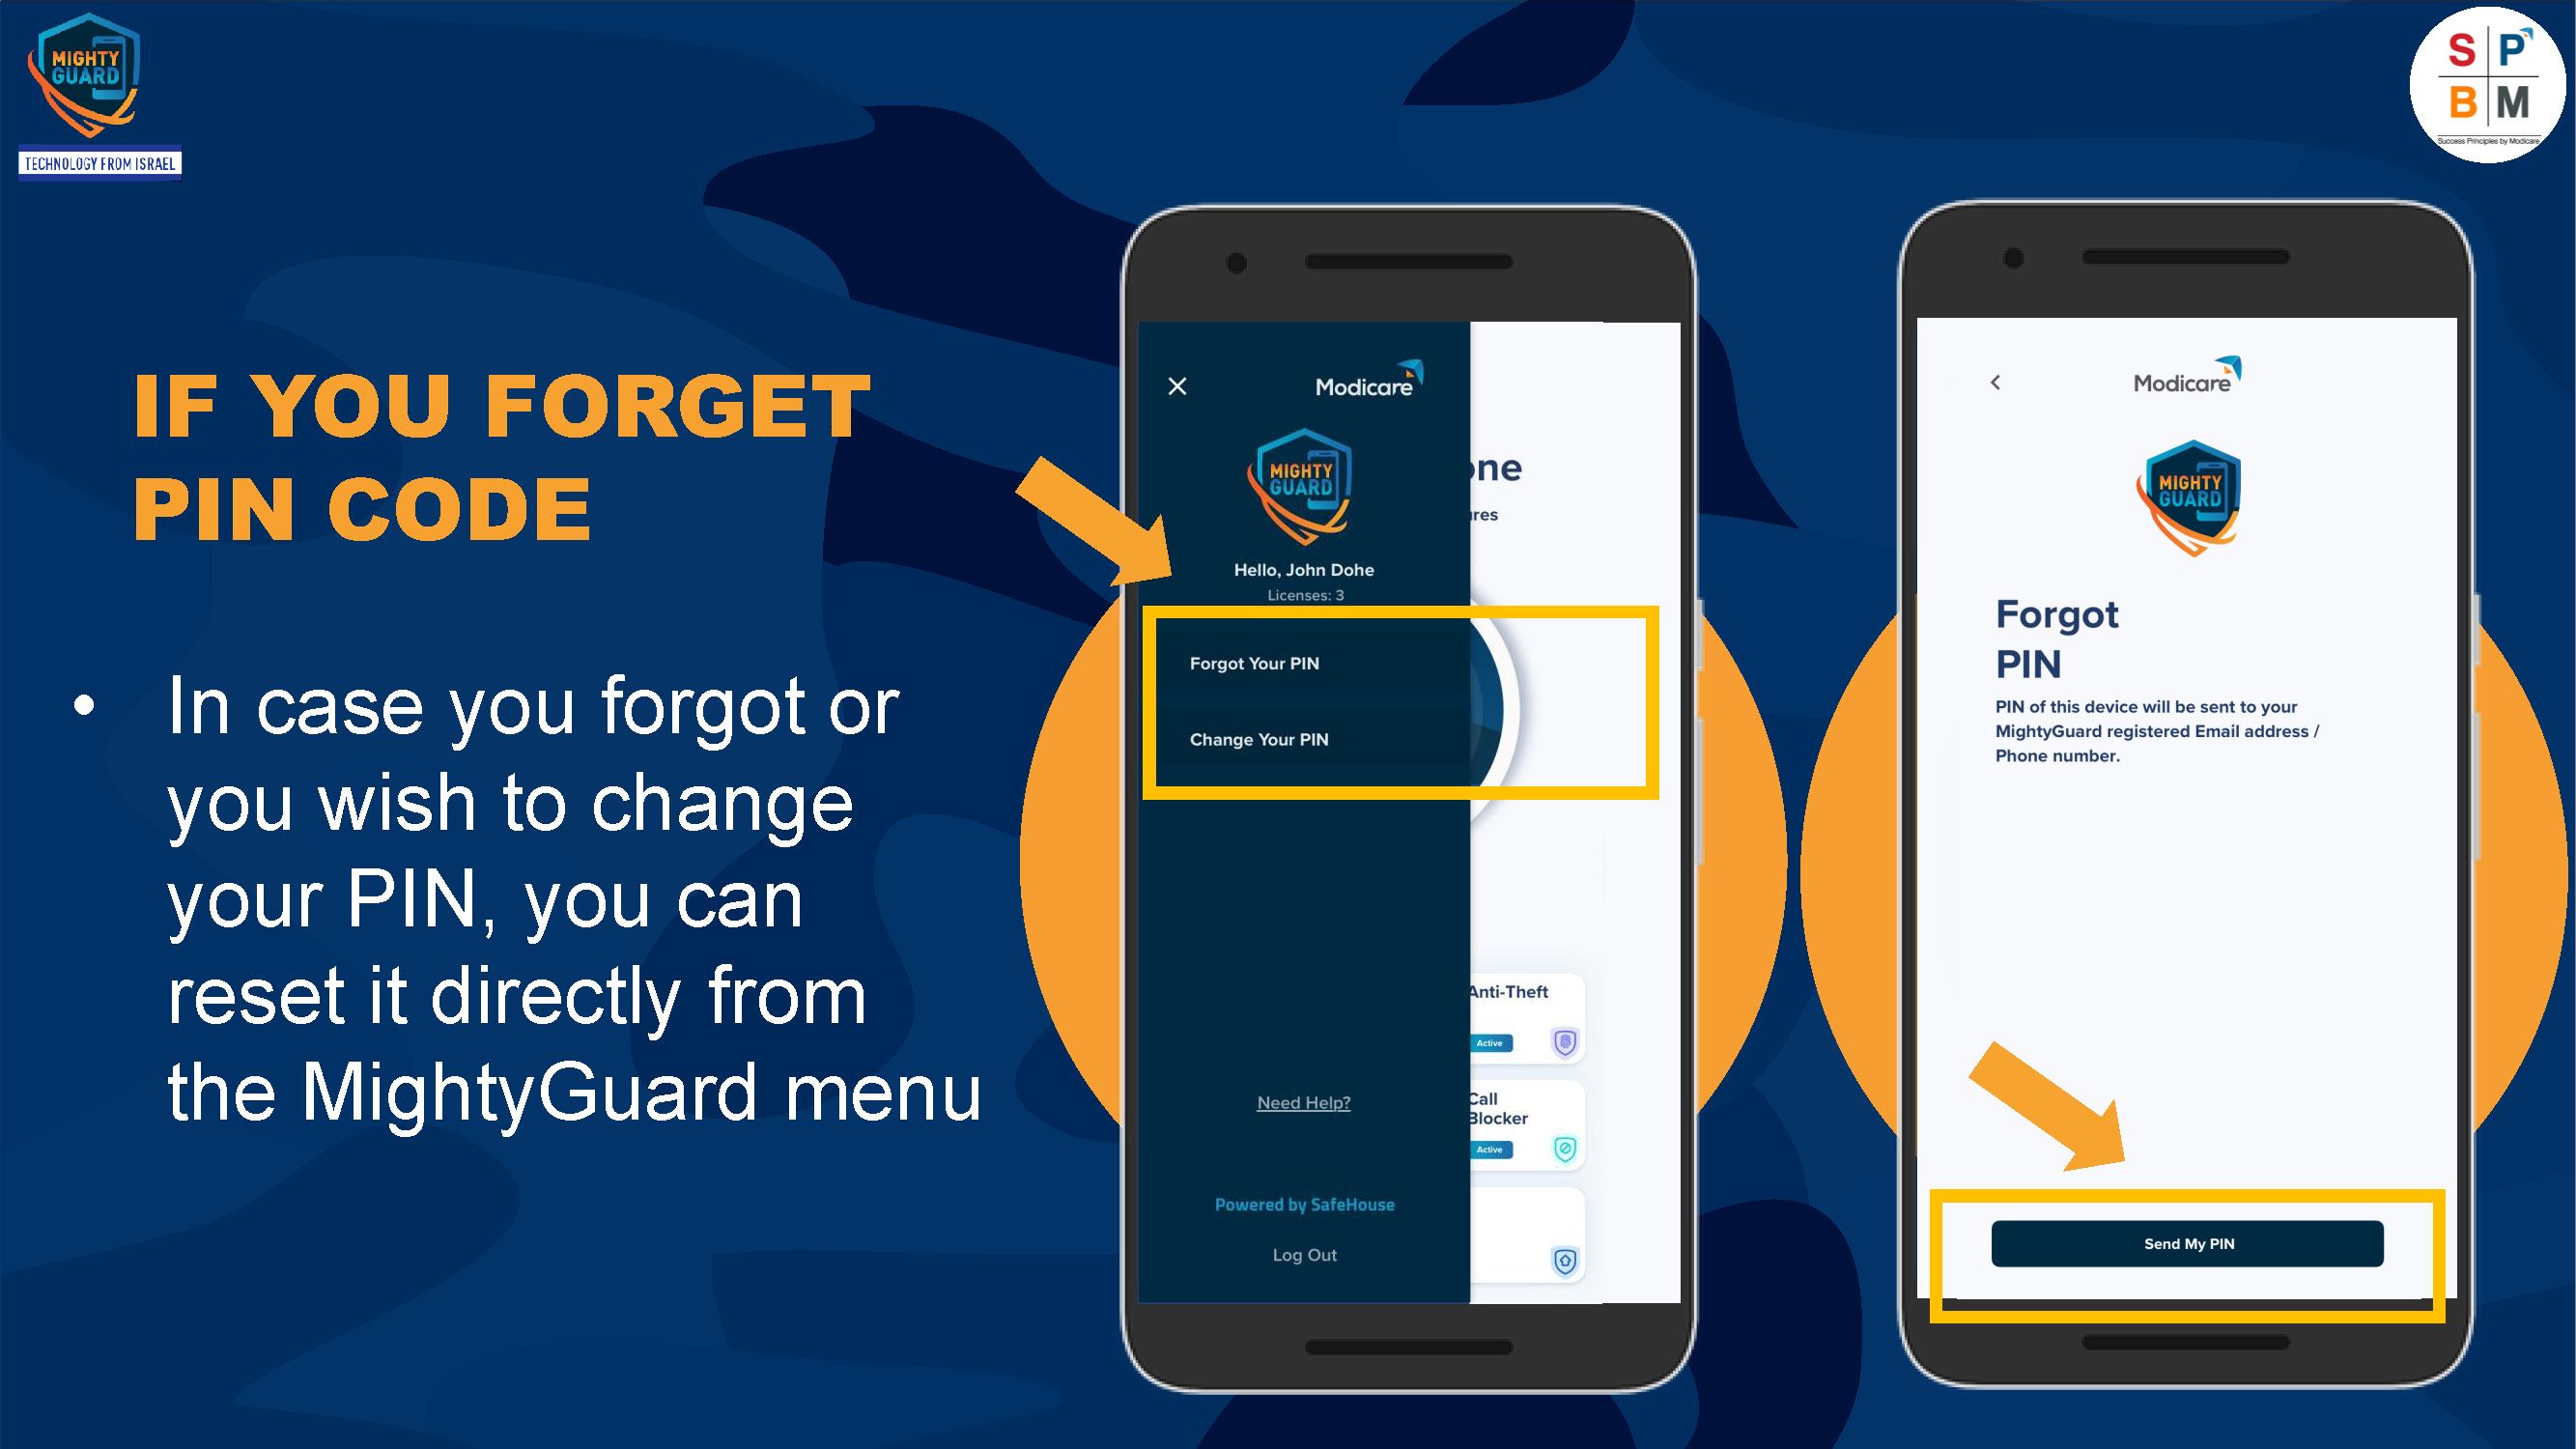 MIGHTY
GUARD
TECHNOLOGY FROM ISRAEL
S P
B M
Success Principles by Modicare
IF YOU FORGET
PIN CODE
• In case you forgot or
you wish to change
your PIN, you can
reset it directly from
the MightyGuard menu
Modicare
MIGHTY
GUARD
Hello, John Dohe
Licenses: 3
Forgot Your PIN
Change Your PIN
Need Help?
Powered by SafeHouse
Log Out
ne
res
Anti-Theft
Active
Call
Blocker
Active
Modicare
MIGHTY
GUARD
Forgot
PIN
PIN of this device will be sent to your
MightyGuard registered Email address /
Phone number.
Send My PIN